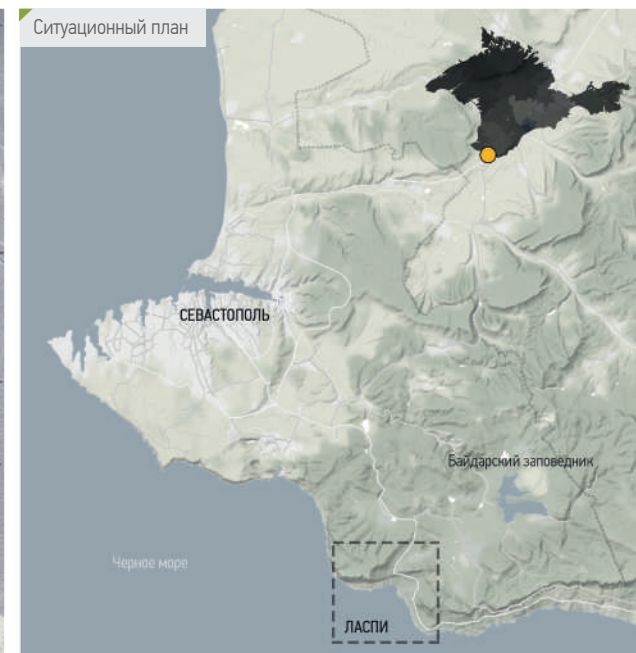 Ситуационный план
СЕВАСТОПОЛЬ
Байдарский заповедник
Черное море
ЛАСПИ